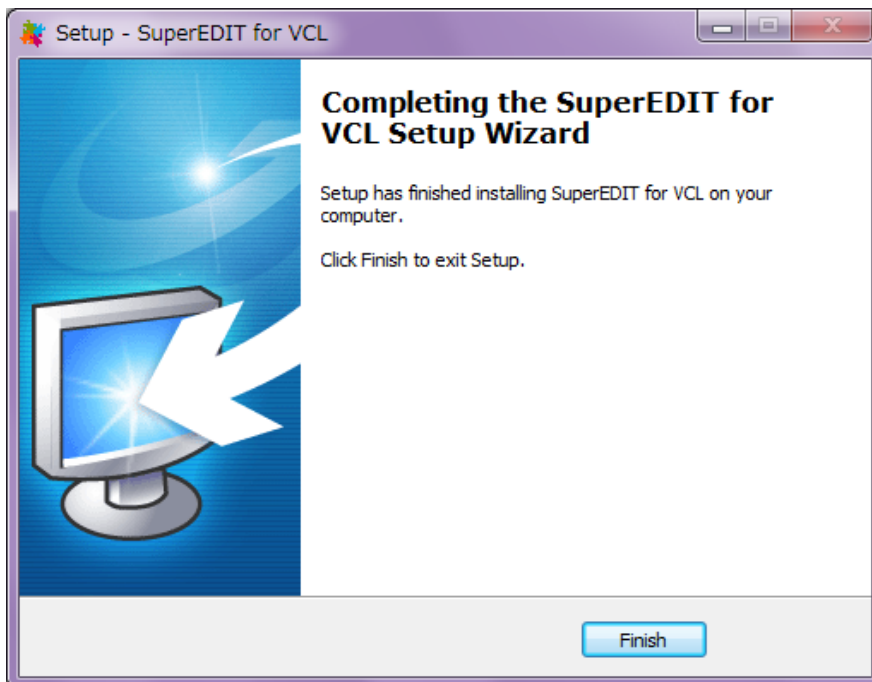 Setup - SuperEDIT for VCL
Completing the SuperEDIT for
VCL Setup Wizard
Setup has finished installing SuperEDIT for VCL on your
computer.
Click Finish to exit Setup.
Finish